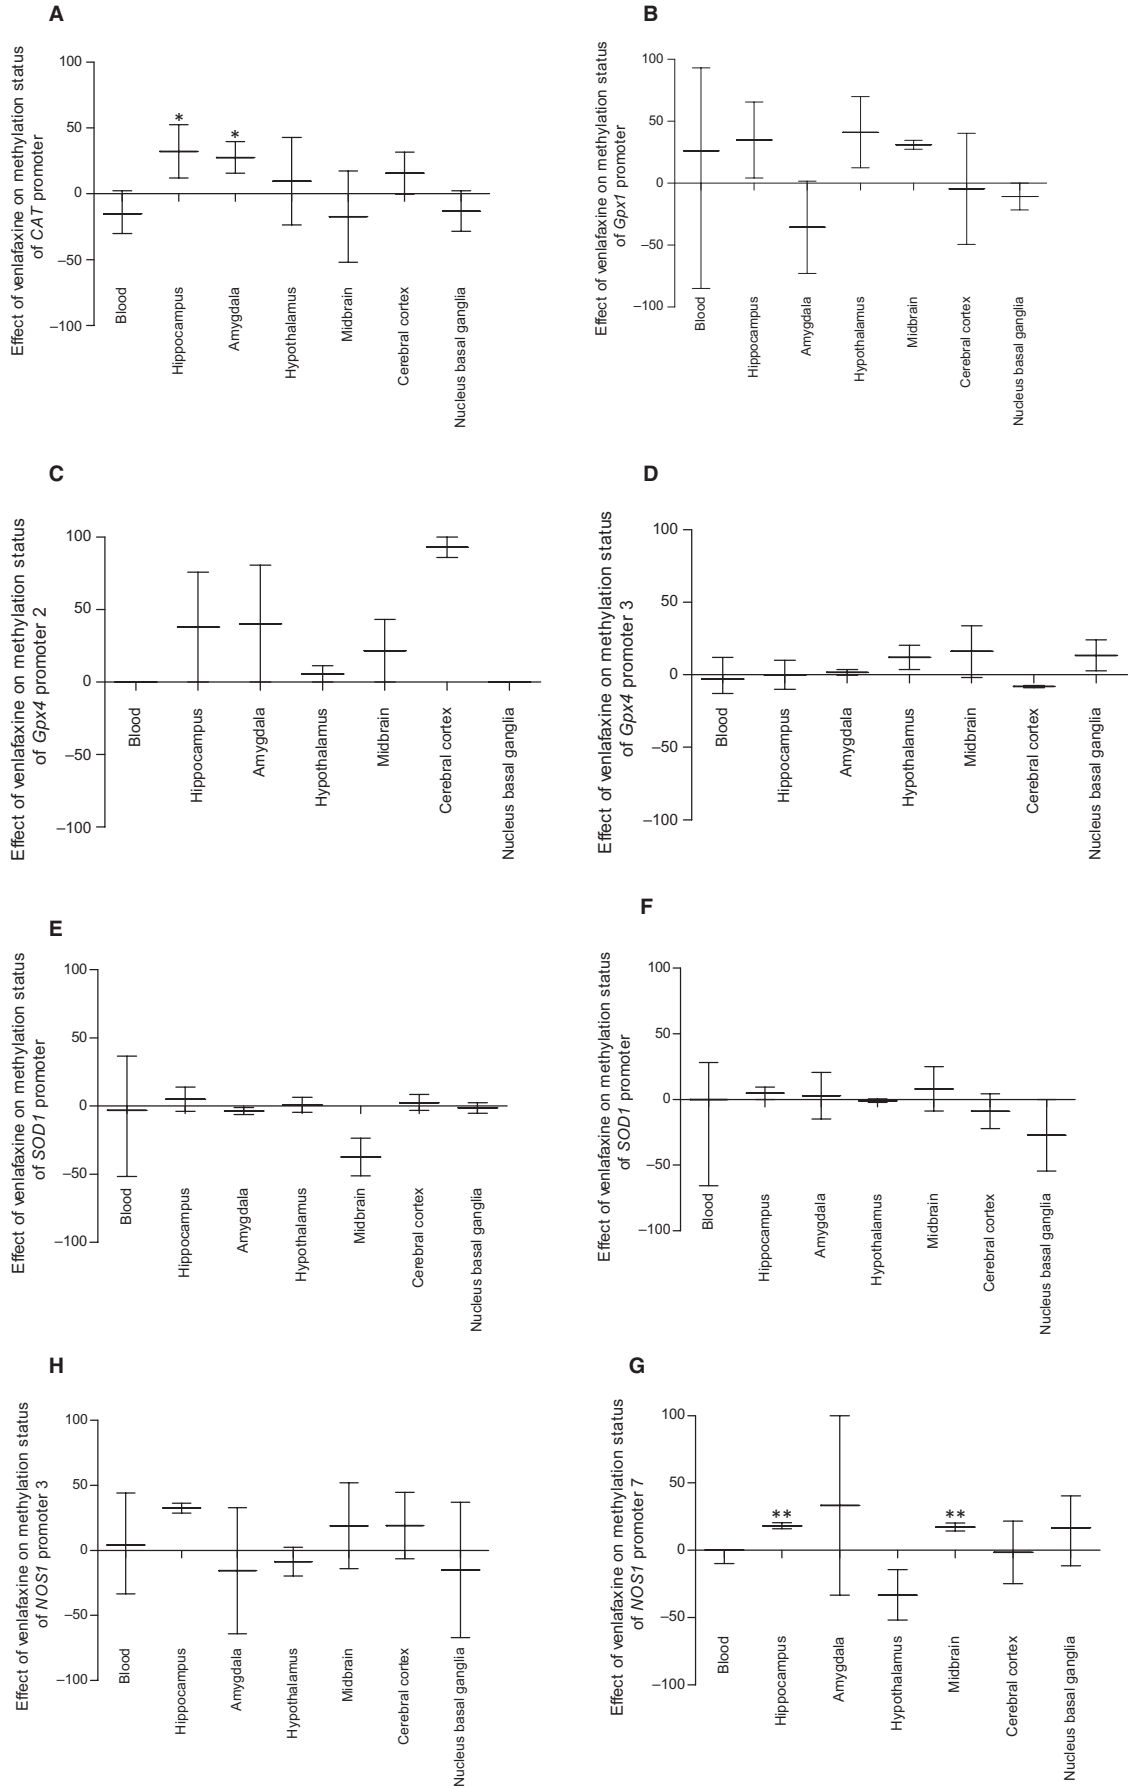 A
Effect of venlafaxine on methylation status
of CAT promoter
100
50
0
−50
−100
*
*
Blood
Hippocampus
Amygdala
Hypothalamus
Midbrain
Cerebral cortex
Nucleus basal ganglia
B
Effect of venlafaxine on methylation status
of Gpx1 promoter
100
50
0
−50
−100
Blood
Hippocampus
Amygdala
Hypothalamus
Midbrain
Cerebral cortex
Nucleus basal ganglia
C
Effect of venlafaxine on methylation status
of Gpx4 promoter 2
100
50
0
−50
−100
Blood
Hippocampus
Amygdala
Hypothalamus
Midbrain
Cerebral cortex
Nucleus basal ganglia
D
Effect of venlafaxine on methylation status
of Gpx4 promoter 3
100
50
0
−50
−100
Blood
Hippocampus
Amygdala
Hypothalamus
Midbrain
Cerebral cortex
Nucleus basal ganglia
E
Effect of venlafaxine on methylation status
of SOD1 promoter
100
50
0
−50
−100
Blood
Hippocampus
Amygdala
Hypothalamus
Midbrain
Cerebral cortex
Nucleus basal ganglia
F
Effect of venlafaxine on methylation status
of SOD1 promoter
100
50
0
−50
−100
Blood
Hippocampus
Amygdala
Hypothalamus
Midbrain
Cerebral cortex
Nucleus basal ganglia
H
Effect of venlafaxine on methylation status
of NOS1 promoter 3
100
50
0
−50
−100
Blood
Hippocampus
Amygdala
Hypothalamus
Midbrain
Cerebral cortex
Nucleus basal ganglia
G
Effect of venlafaxine on methylation status
of NOS1 promoter 7
100
50
0
−50
−100
**
**
Blood
Hippocampus
Amygdala
Hypothalamus
Midbrain
Cerebral cortex
Nucleus basal ganglia